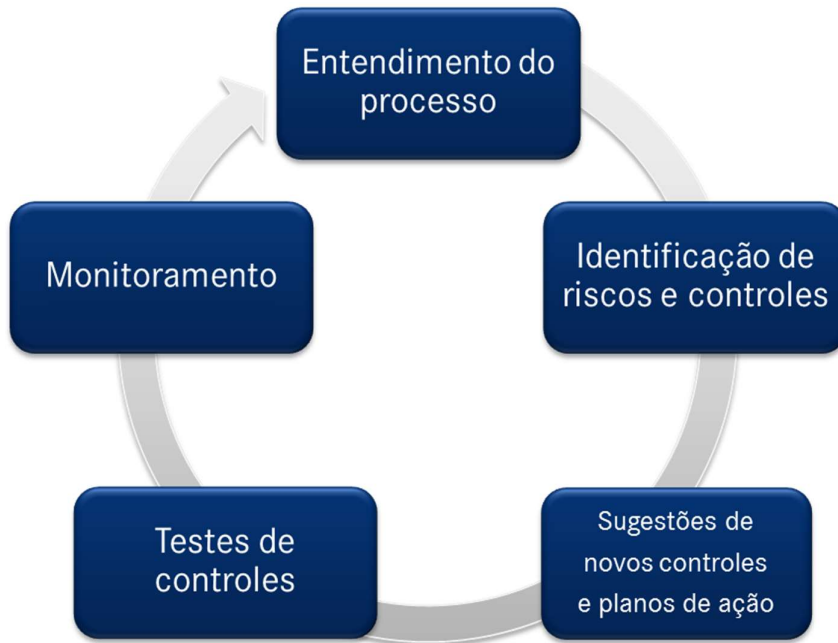 Entendimento do
processo
Identificação de
riscos e controles
Sugestões de
novos controles
e planos de ação
Testes de
controles
Monitoramento